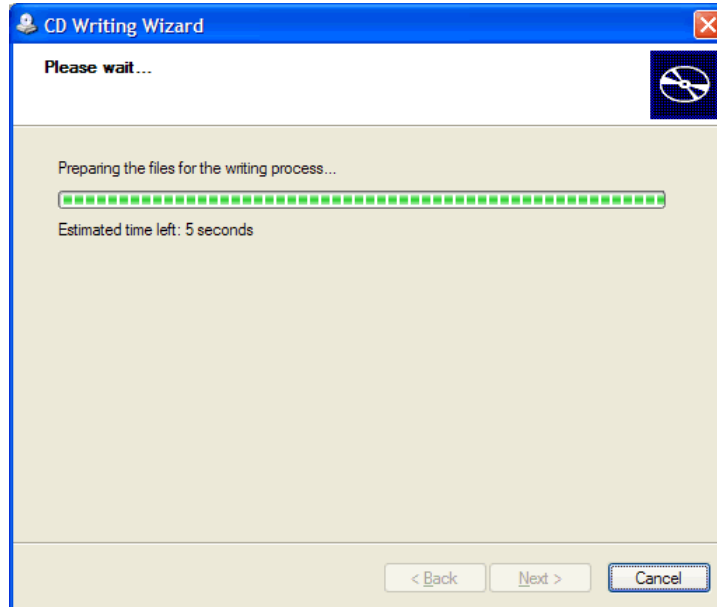 CD Writing Wizard
Please wait...
Preparing the files for the writing process...
Estimated time left: 5 seconds
< Back Next > Cancel